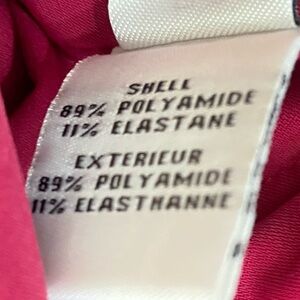 SHELL
89% POLYAMIDE
11% ELASTANE
EXTERIEUR
89% POLYAMIDE
11% ELASTHANNE